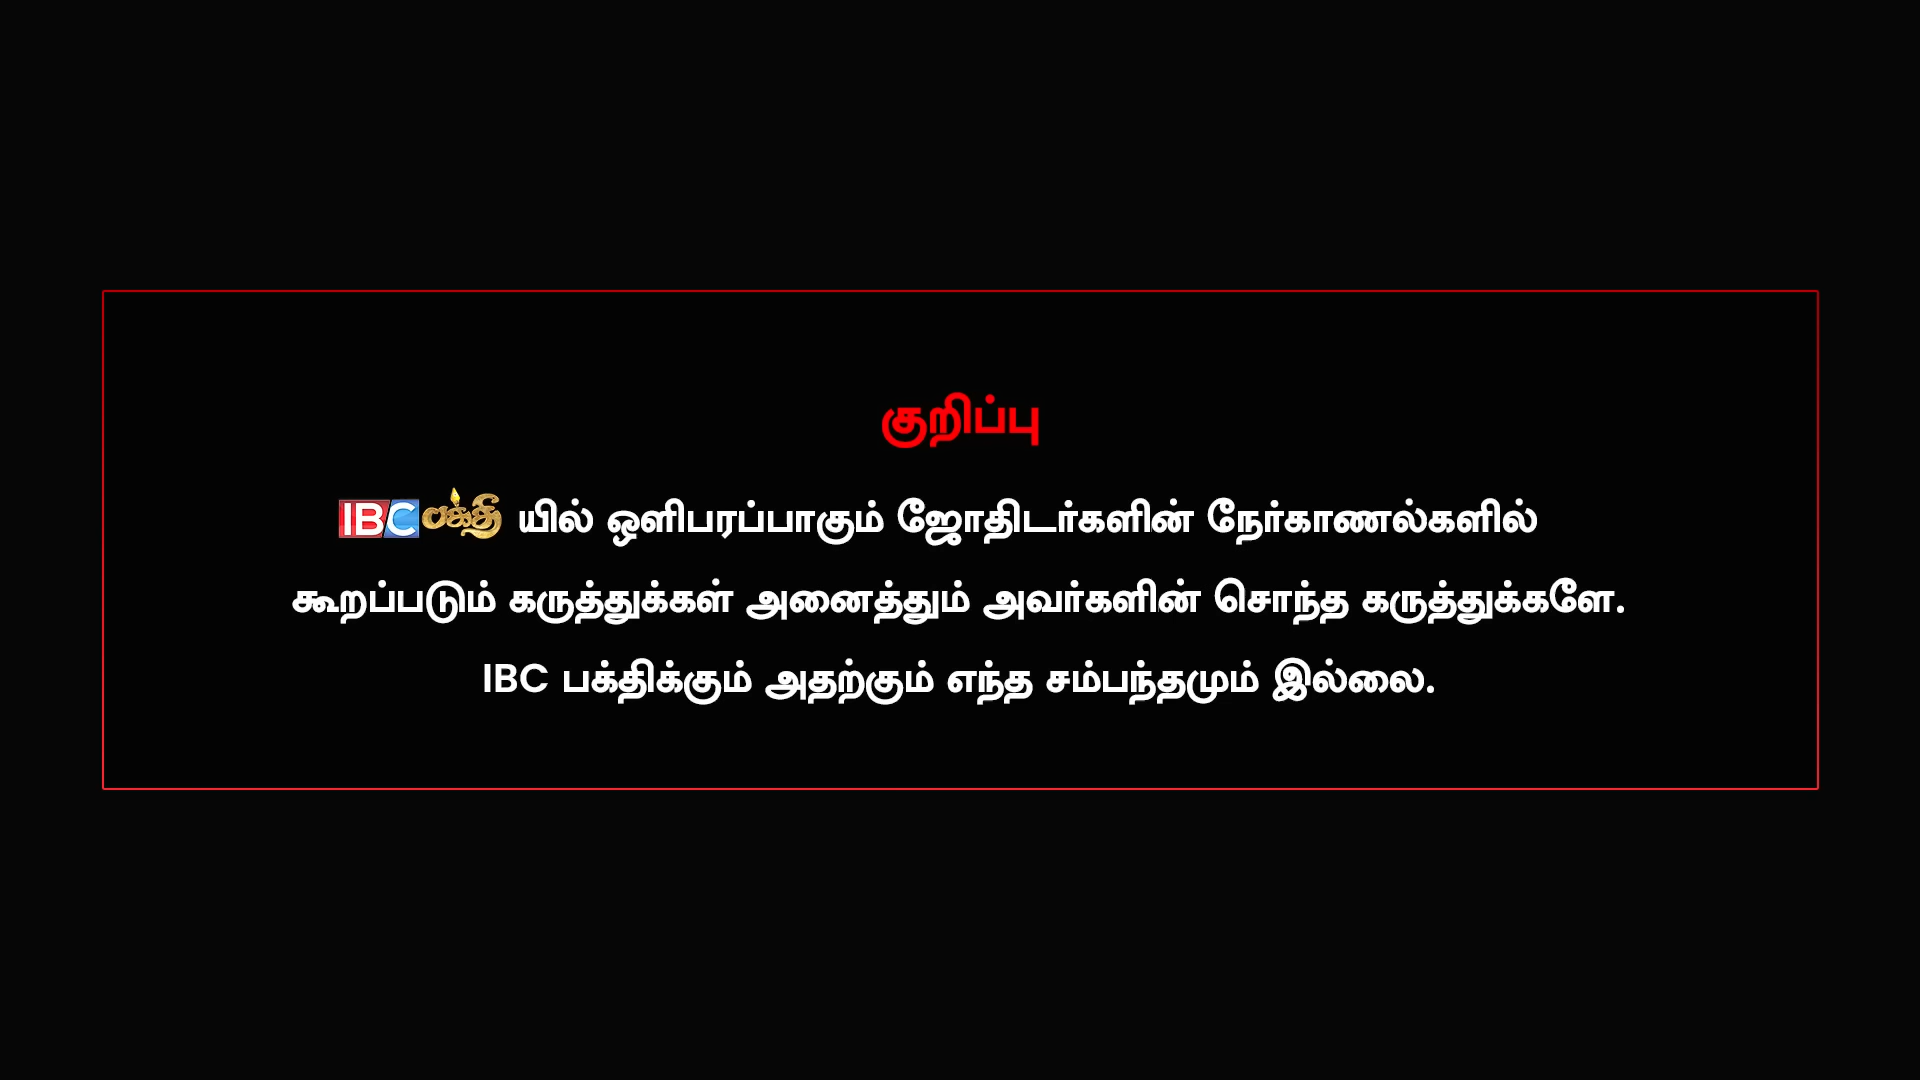 குறிப்பு
IBC பக்தி யில் ஒளிபரப்பாகும் ஜோதிடர்களின் நேர்காணல்களில்
கூறப்படும் கருத்துக்கள் அனைத்தும் அவர்களின் சொந்த கருத்துக்களே.
IBC பக்திக்கும் அதற்கும் எந்த சம்பந்தமும் இல்லை.